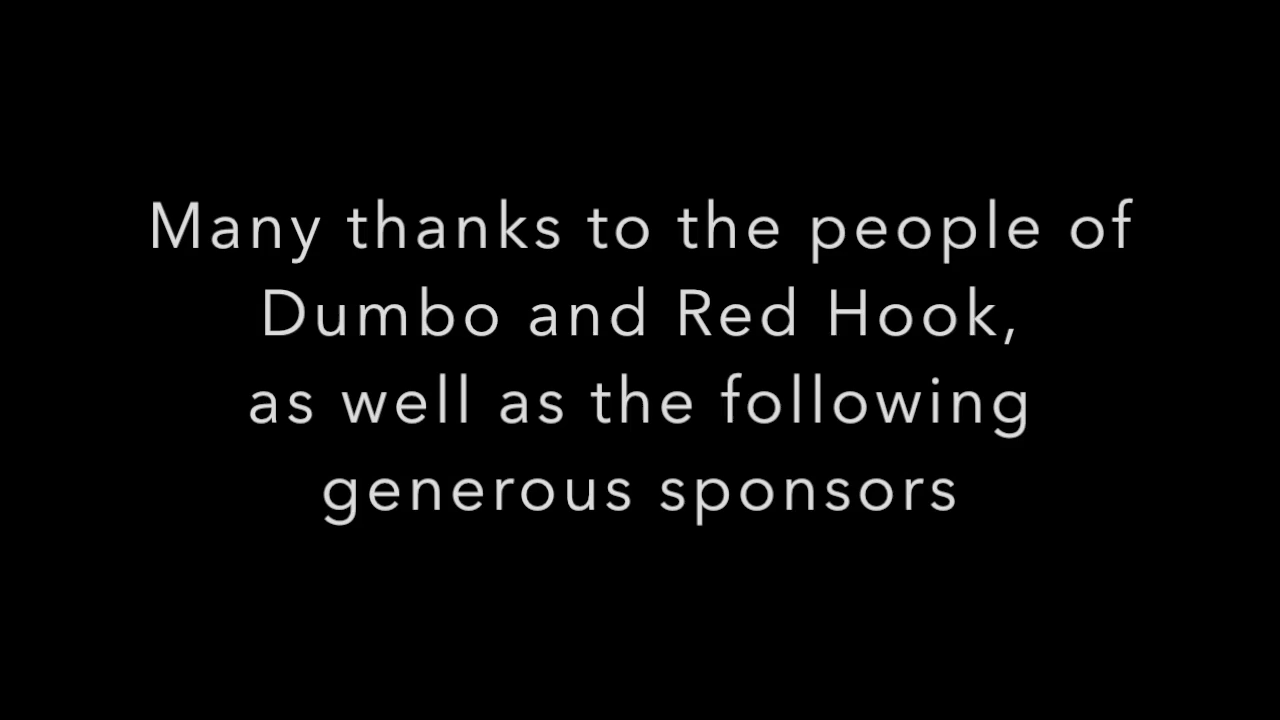 Many thanks to the people of
Dumbo and Red Hook,
as well as the following
generous sponsors